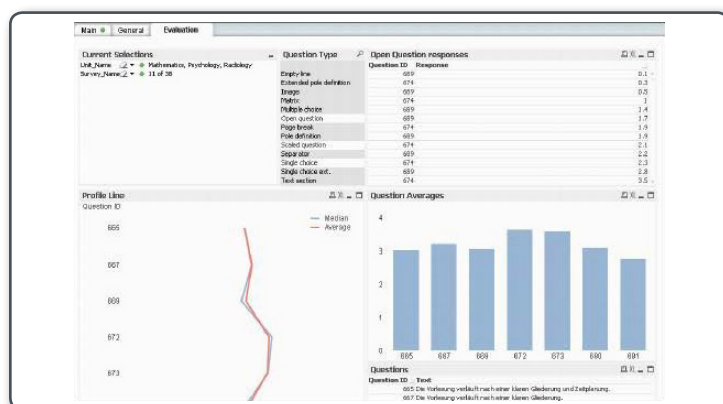 Main General Evaluation
Current Selections
Unit_Name Mathematics, Psychology, Radiology
Survey_Name 11 of 38
Question Type
Empty line
Extended pole definition
Image
Matrix
Multiple choice
Open question
Page break
Pole definition
Scaled question
Separator
Single choice
Single choice ext.
Text section
Open Question responses
Question ID Response
689 0.1
674 0.3
689 0.5
674 1
689 1.4
689 1.7
674 1.9
689 1.9
674 2.1
689 2.2
674 2.3
689 2.8
674 3.5
Profile Line
Question ID
Median
Average
665
667
669
672
673
Question Averages
4
3
2
1
0
665 667 669 672 673 680 691
Questions
Question ID Text
665 Die Vorlesung verläuft nach einer klaren Gliederung und Zeitplanung.
667 Die Vorlesung verläuft nach einer klaren Gliederung.